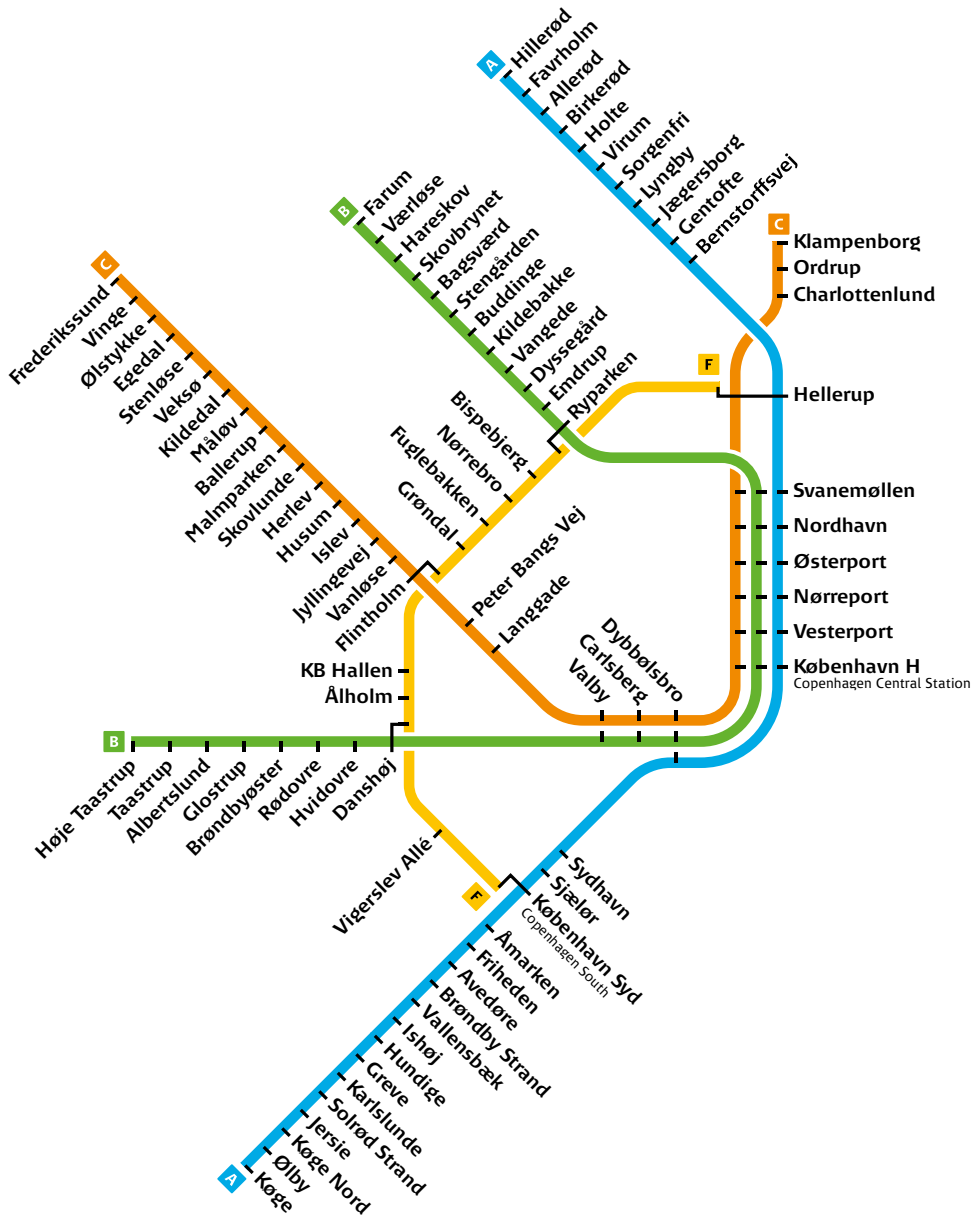 A
Hillerød
Favrholm
Allerød
Birkerød
Holte
Virum
Sorgenfri
Lyngby
Jægersborg
Gentofte
Bernstorffsvej
B
Farum
Værløse
Hareskov
Skovbrynet
Bagsværd
Stengården
Buddinge
Kildebakke
Vangede
Dyssegård
Emdrup
Ryparken
C
Klampenborg
Ordrup
Charlottenlund
F
Hellerup
C
Frederikssund
Vinge
Ølstykke
Egedal
Stenløse
Veksø
Kildedal
Måløv
Ballerup
Malmparken
Skovlunde
Herlev
Husum
Islev
Jyllingevej
Vanløse
Flintholm
Peter Bangs Vej
Langgade
Bispebjerg
Nørrebro
Fuglebakken
Grøndal
Svanemøllen
Nordhavn
Østerport
Nørreport
Vesterport
København H
Copenhagen Central Station
Dybbølsbro
Carlsberg
Valby
KB Hallen
Ålholm
B
Høje Taastrup
Taastrup
Albertslund
Glostrup
Brøndbyøster
Rødovre
Hvidovre
Danshøj
Vigerslev Allé
F
Sydhavn
Sjælør
København Syd
Copenhagen South
Åmarken
Friheden
Avedøre
Brøndby Strand
Vallensbæk
Ishøj
Hundige
Greve
Karlslunde
Solrød Strand
Jersie
Køge Nord
Ølby
Køge
A